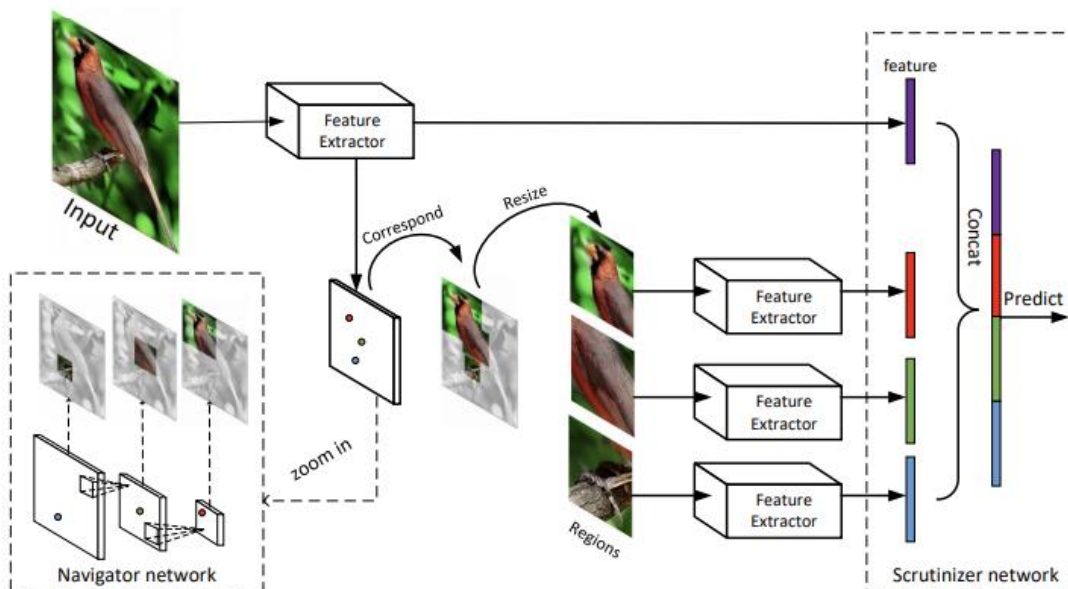 Input
Feature
Extractor
feature
Correspond
Resize
zoom in
Regions
Feature
Extractor
Feature
Extractor
Feature
Extractor
Concat
Predict
Navigator network
Scrutinizer network